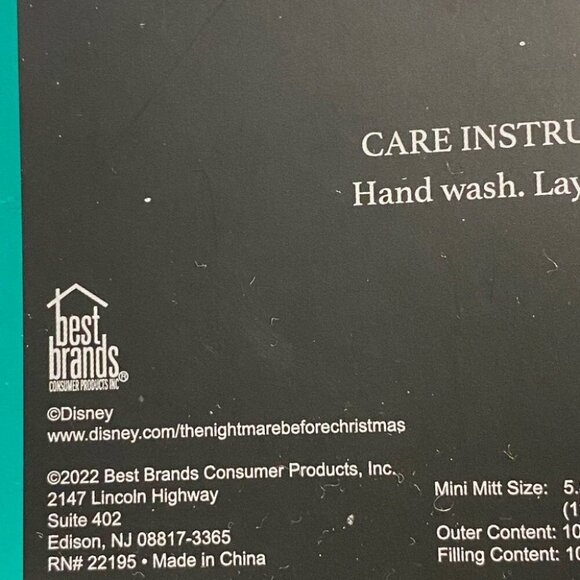 CARE INSTRU
Hand wash. Lay
best
brands
CONSUMER PRODUCTS INC
®
©Disney
www.disney.com/thenightmarebeforechristmas
©2022 Best Brands Consumer Products, Inc.
2147 Lincoln Highway
Suite 402
Edison, NJ 08817-3365
RN# 22195 • Made in China
Mini Mitt Size: 5.
(1
Outer Content: 10
Filling Content: 10